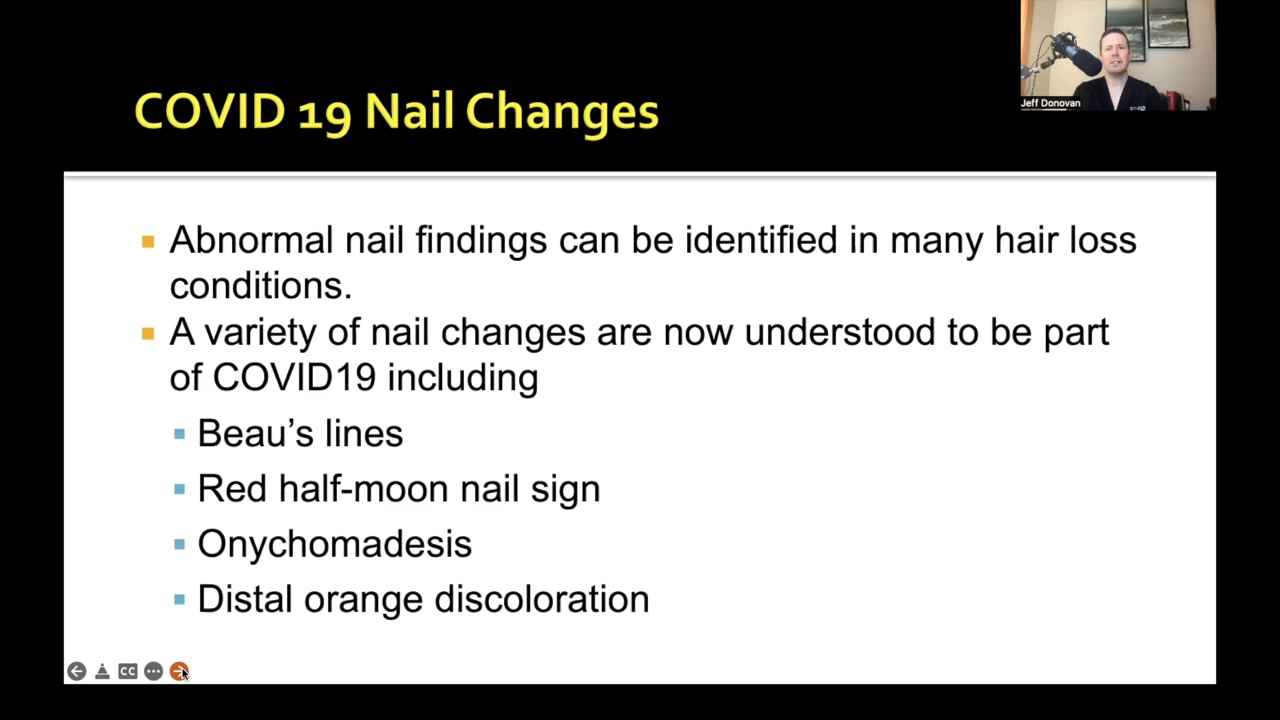 Jeff Donovan
COVID 19 Nail Changes
Abnormal nail findings can be identified in many hair loss
conditions.
A variety of nail changes are now understood to be part
of COVID19 including
Beau’s lines
Red half-moon nail sign
Onychomadesis
Distal orange discoloration
CC